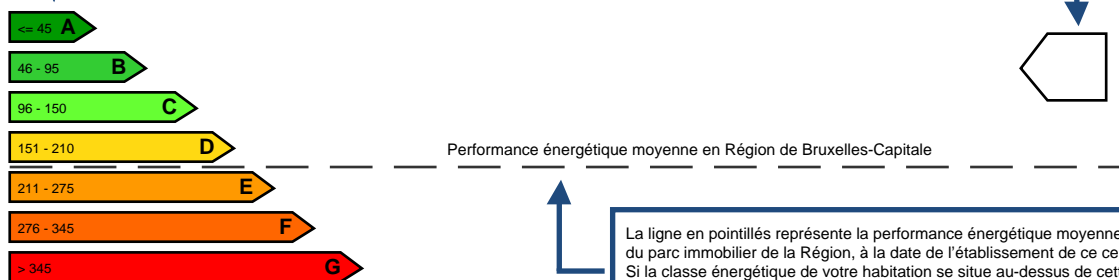 <= 45 A
46 - 95 B
96 - 150 C
151 - 210 D
Performance énergétique moyenne en Région de Bruxelles-Capitale
211 - 275 E
276 - 345 F
> 345 G
La ligne en pointillés représente la performance énergétique moyenne
du parc immobilier de la Région, à la date de l'établissement de ce ce
Si la classe énergétique de votre habitation se situe au-dessus de cet